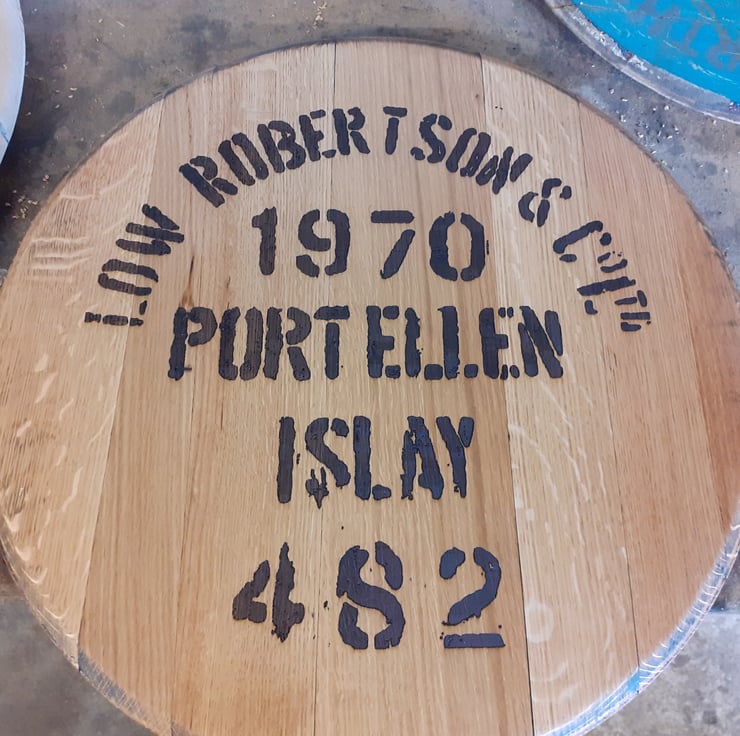 LOW ROBERTSON & CO LTD
1970
PORT ELLEN
ISLAY
482